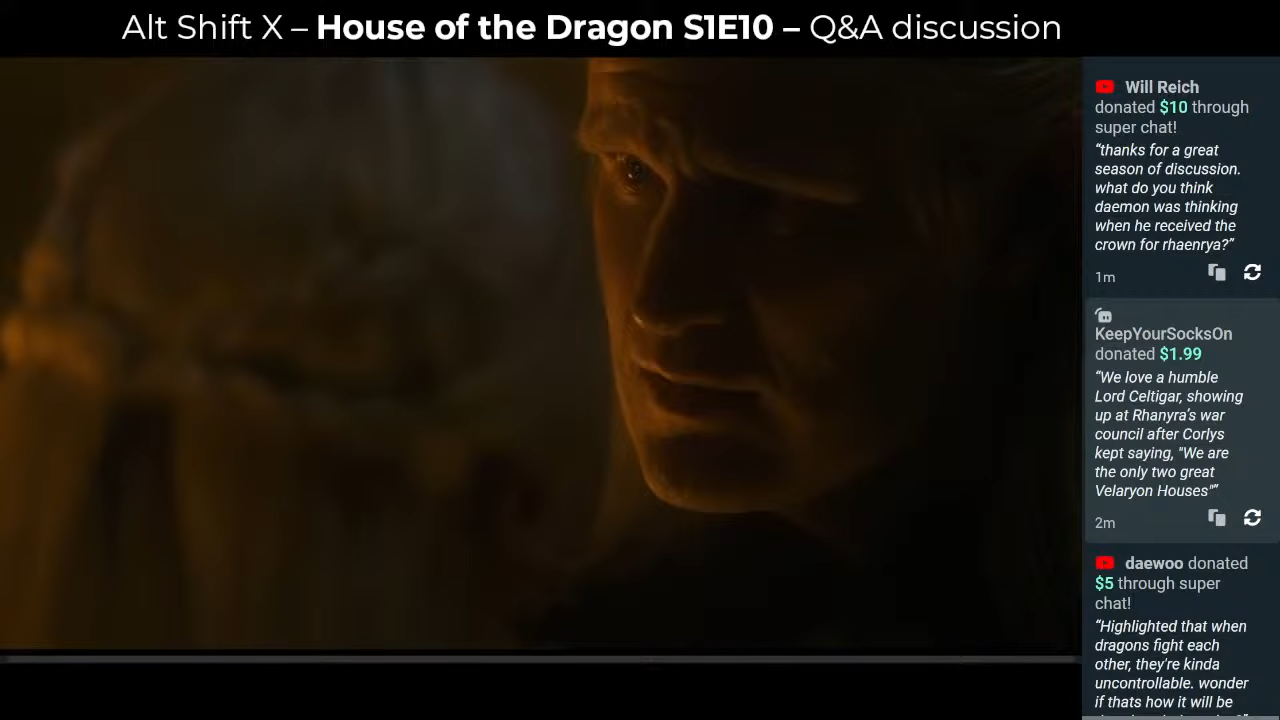 Alt Shift X – House of the Dragon S1E10 – Q&A discussion
Will Reich
donated $10 through
super chat!
“thanks for a great
season of discussion.
what do you think
daemon was thinking
when he received the
crown for rhaenrya?”
1m
KeepYourSocksOn
donated $1.99
“We love a humble
Lord Celtigar, showing
up at Rhanyra's war
council after Corlys
kept saying, "We are
the only two great
Velaryon Houses"”
2m
daewoo donated
$5 through super
chat!
“Highlighted that when
dragons fight each
other, they're kinda
uncontrollable. wonder
if thats how it will be